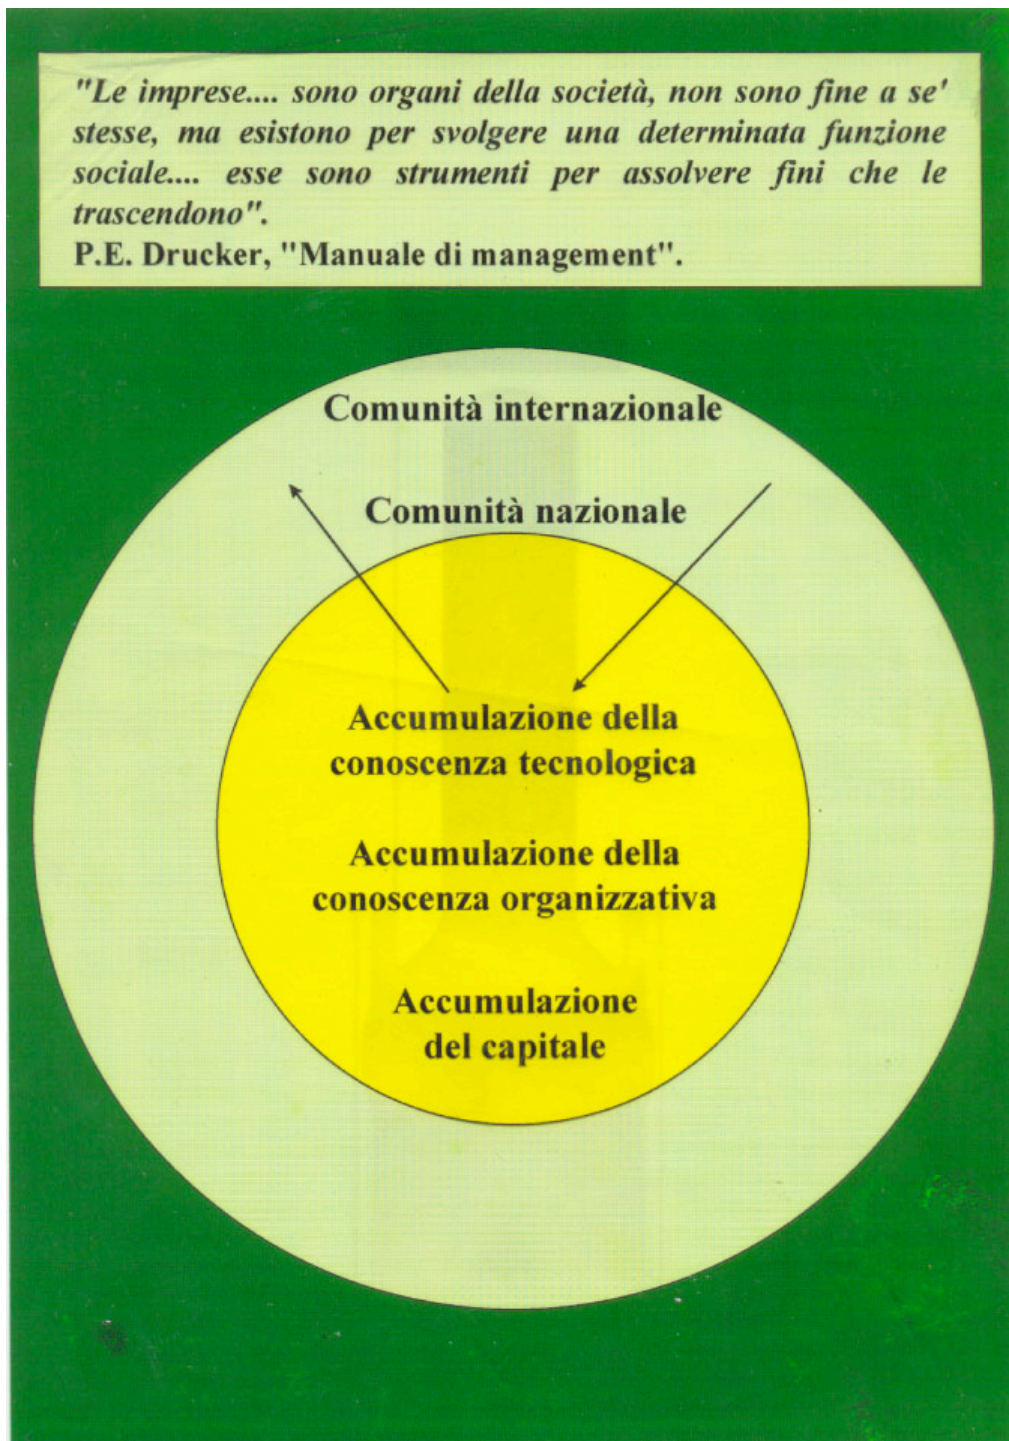 "Le imprese.... sono organi della società, non sono fine a se'
stesse, ma esistono per svolgere una determinata funzione
sociale.... esse sono strumenti per assolvere fini che le
trascendono".
P.E. Drucker, "Manuale di management".
Comunità internazionale
Comunità nazionale
Accumulazione della
conoscenza tecnologica
Accumulazione della
conoscenza organizzativa
Accumulazione
del capitale